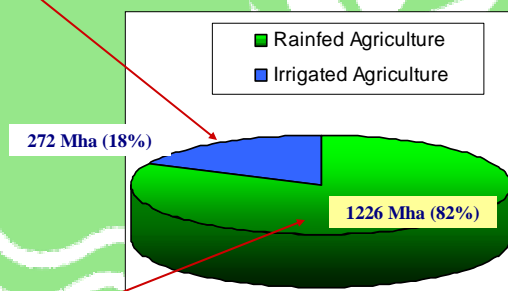 Rainfed Agriculture
Irrigated Agriculture
272 Mha (18%)
1226 Mha (82%)